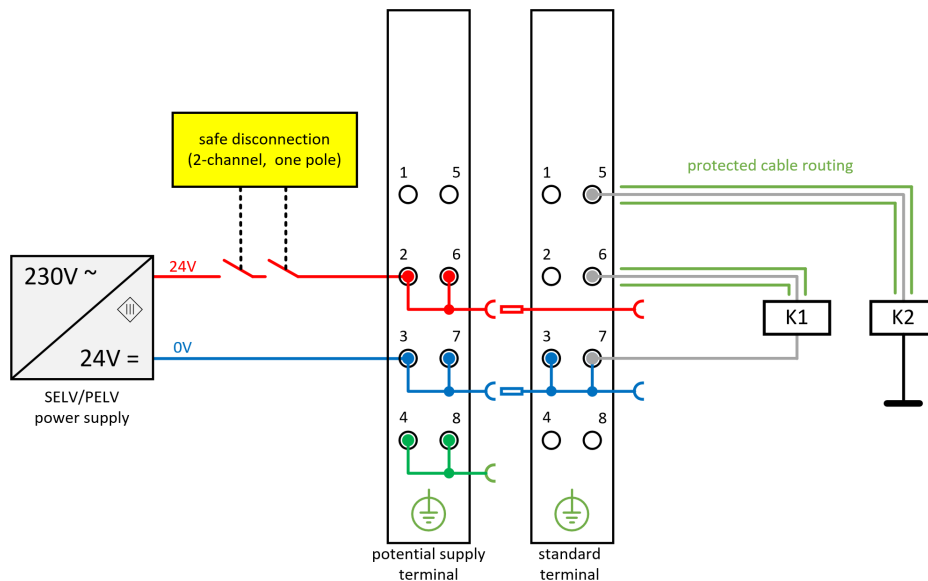 safe disconnection
(2-channel, one pole)
protected cable routing
1 5
1 5
2 6
2 6
24V
230V ~
III
24V =
0V
3 7
3 7
K1
K2
SELV/PELV
power supply
4 8
4 8
potential supply
terminal
standard
terminal